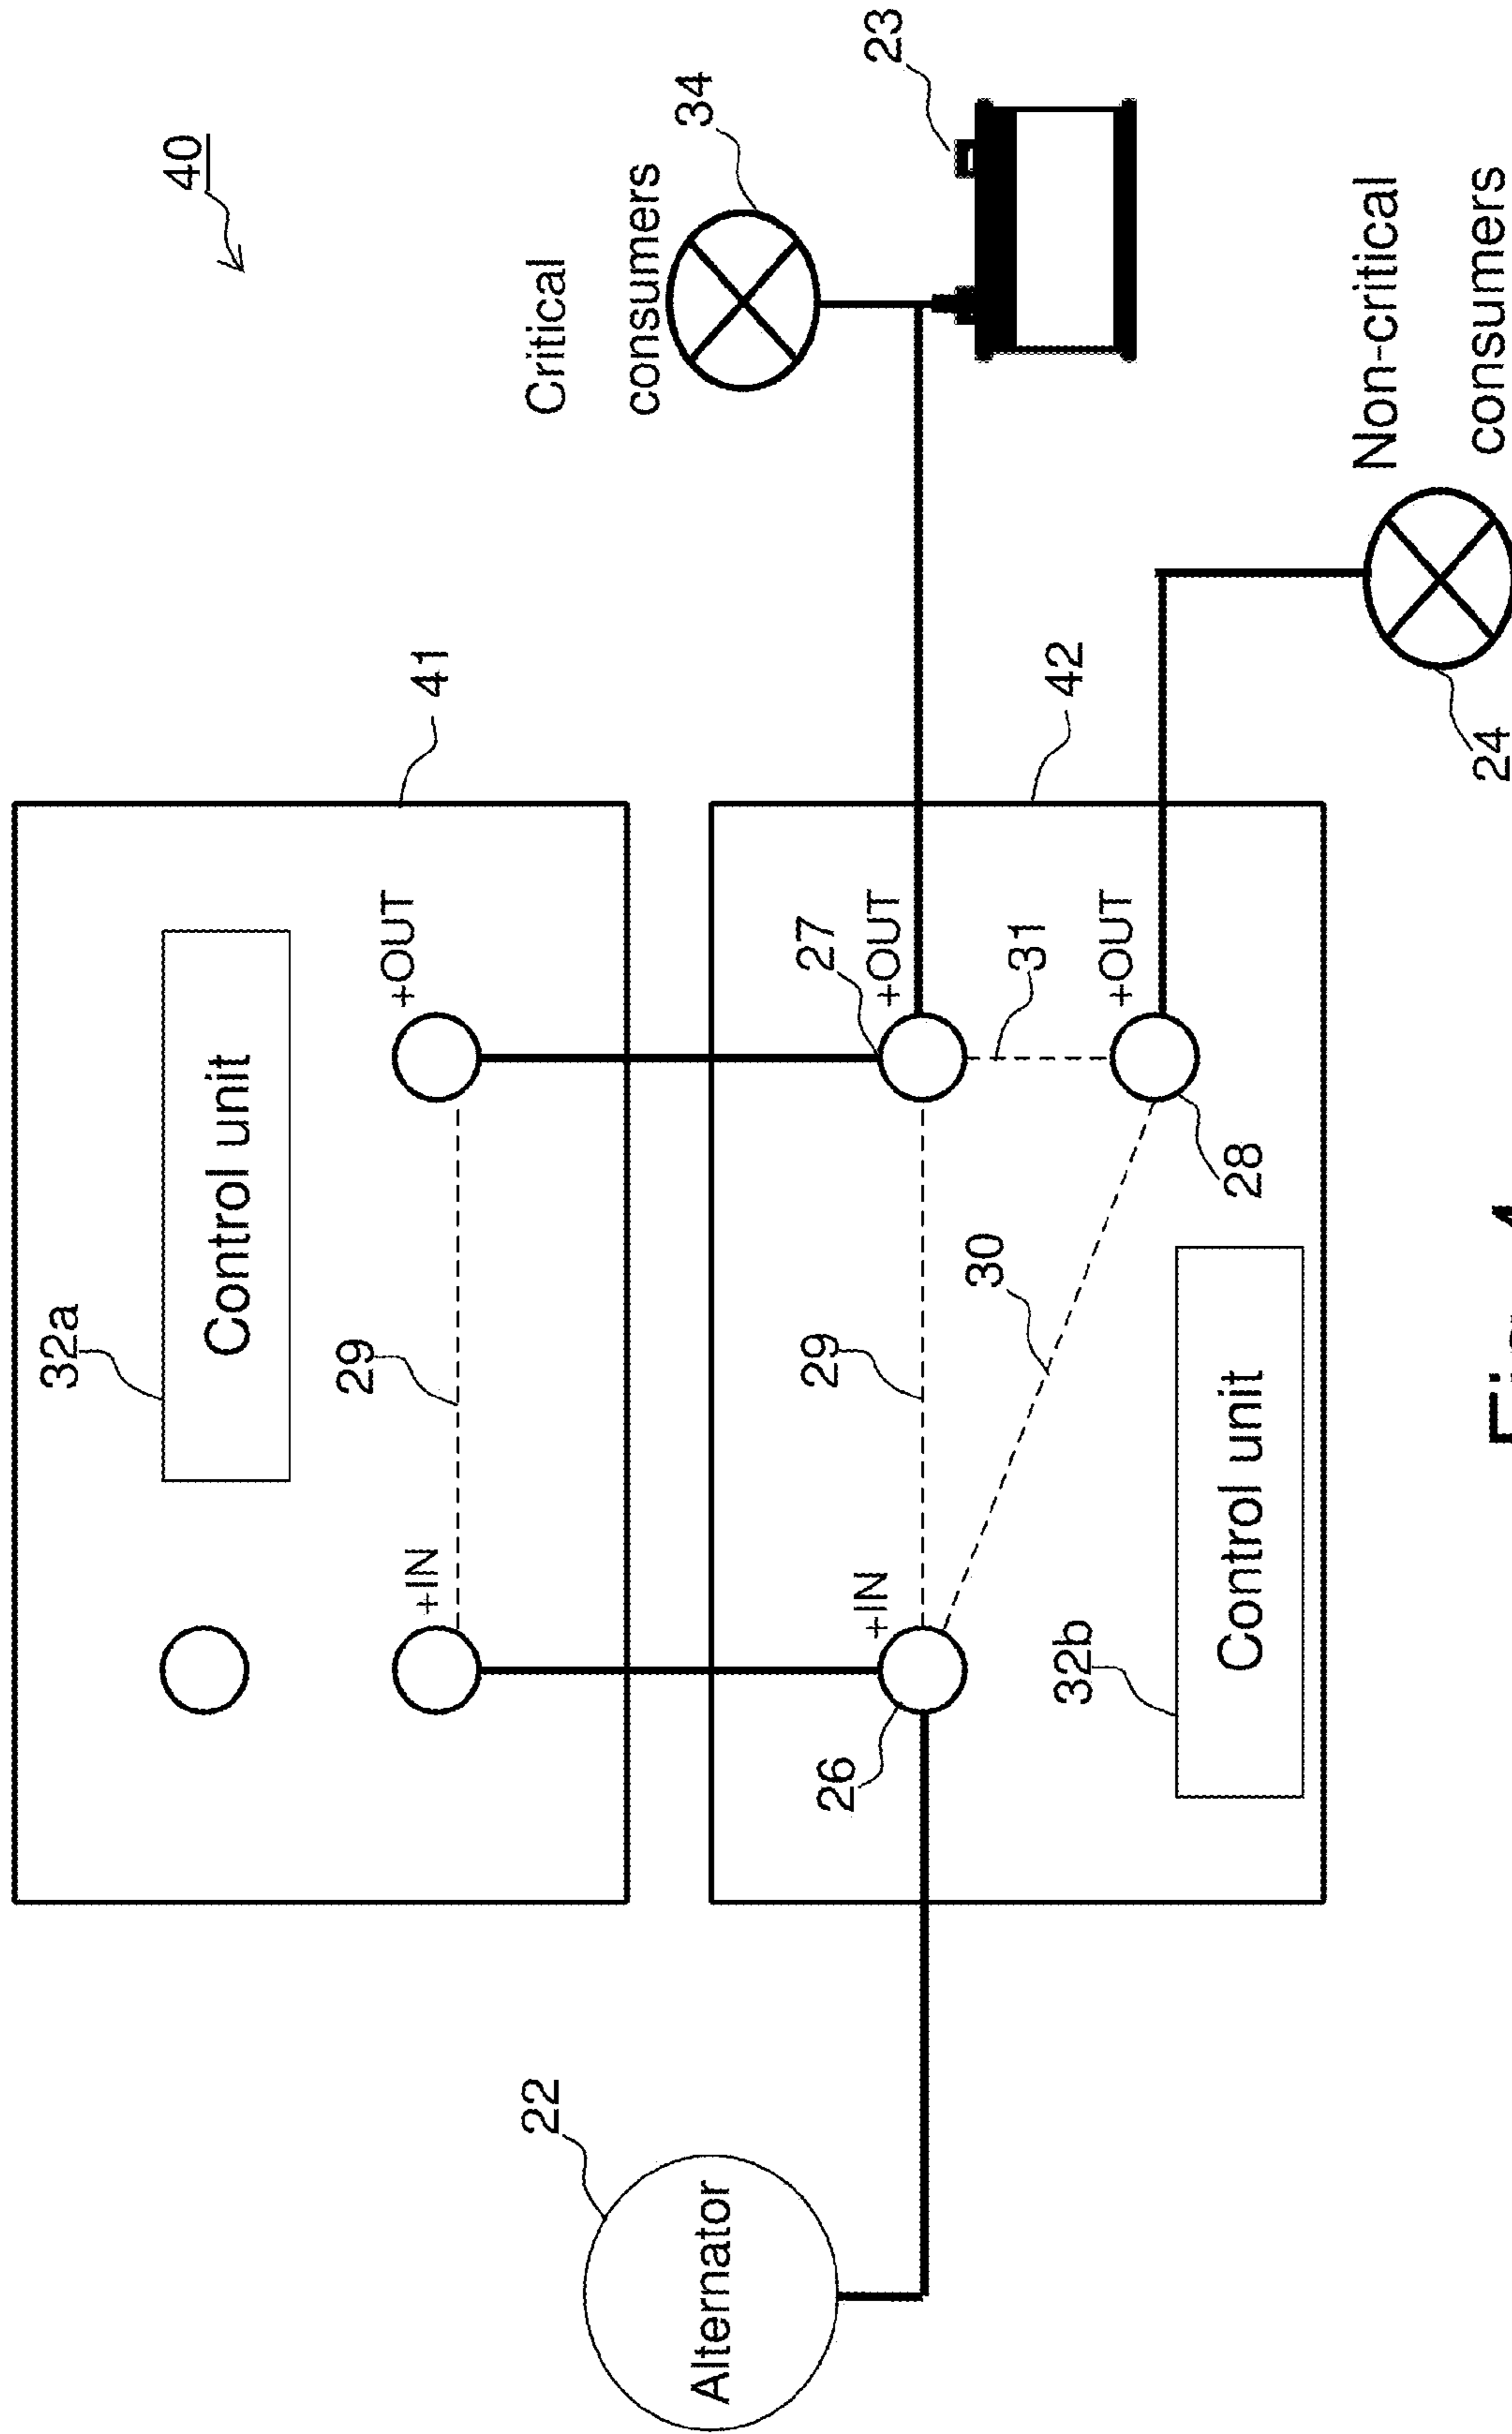 40
32a
Control unit
29
+IN
+OUT
41
22
Alternator
Critical
consumers
34
23
26
+IN
29
27
+OUT
30
31
42
32b
Control unit
28
+OUT
Non-critical
consumers
24